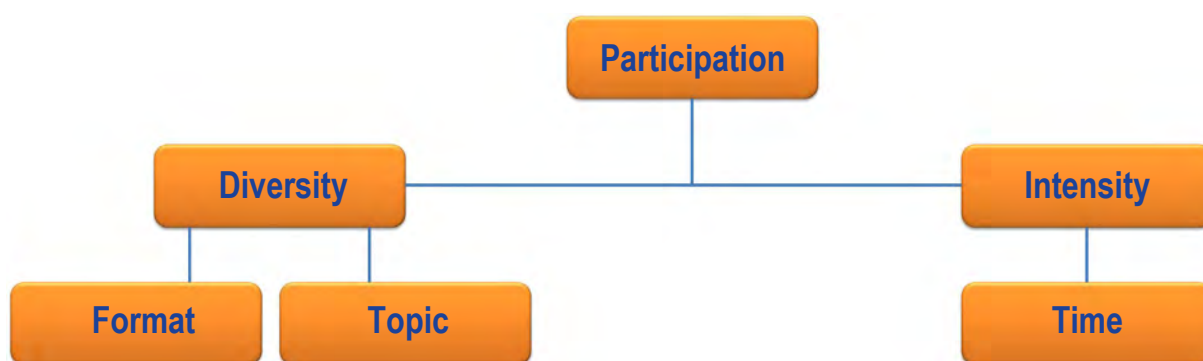 Participation
Diversity
Intensity
Format
Topic
Time